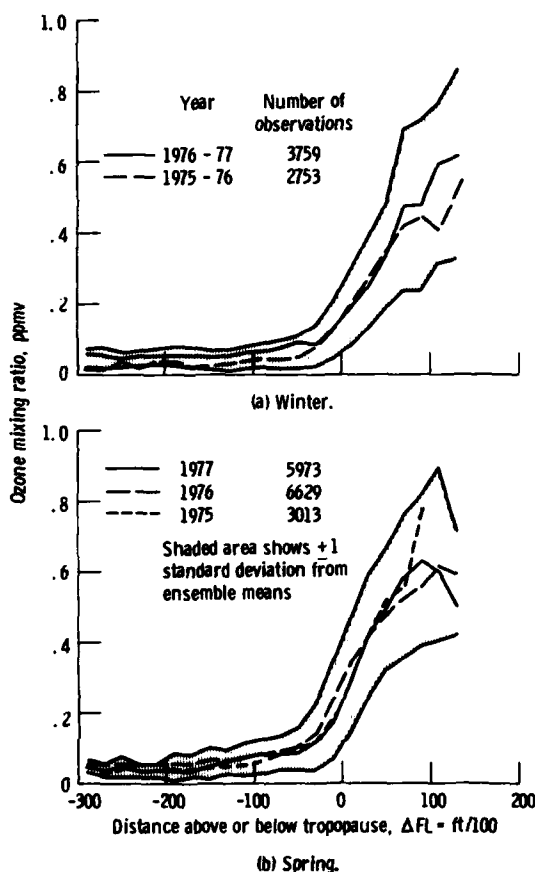 Ozone mixing ratio, ppmv
1.0
.8
.6
.4
.2
0
Year Number of observations
1976 - 77 3759
1975 - 76 2753
(a) Winter.
1.0
.8
.6
.4
.2
0
1977 5973
1976 6629
1975 3013
Shaded area shows ±1
standard deviation from
ensemble means
-300 -200 -100 0 100 200
Distance above or below tropopause, ΔFL = ft/100
(b) Spring.